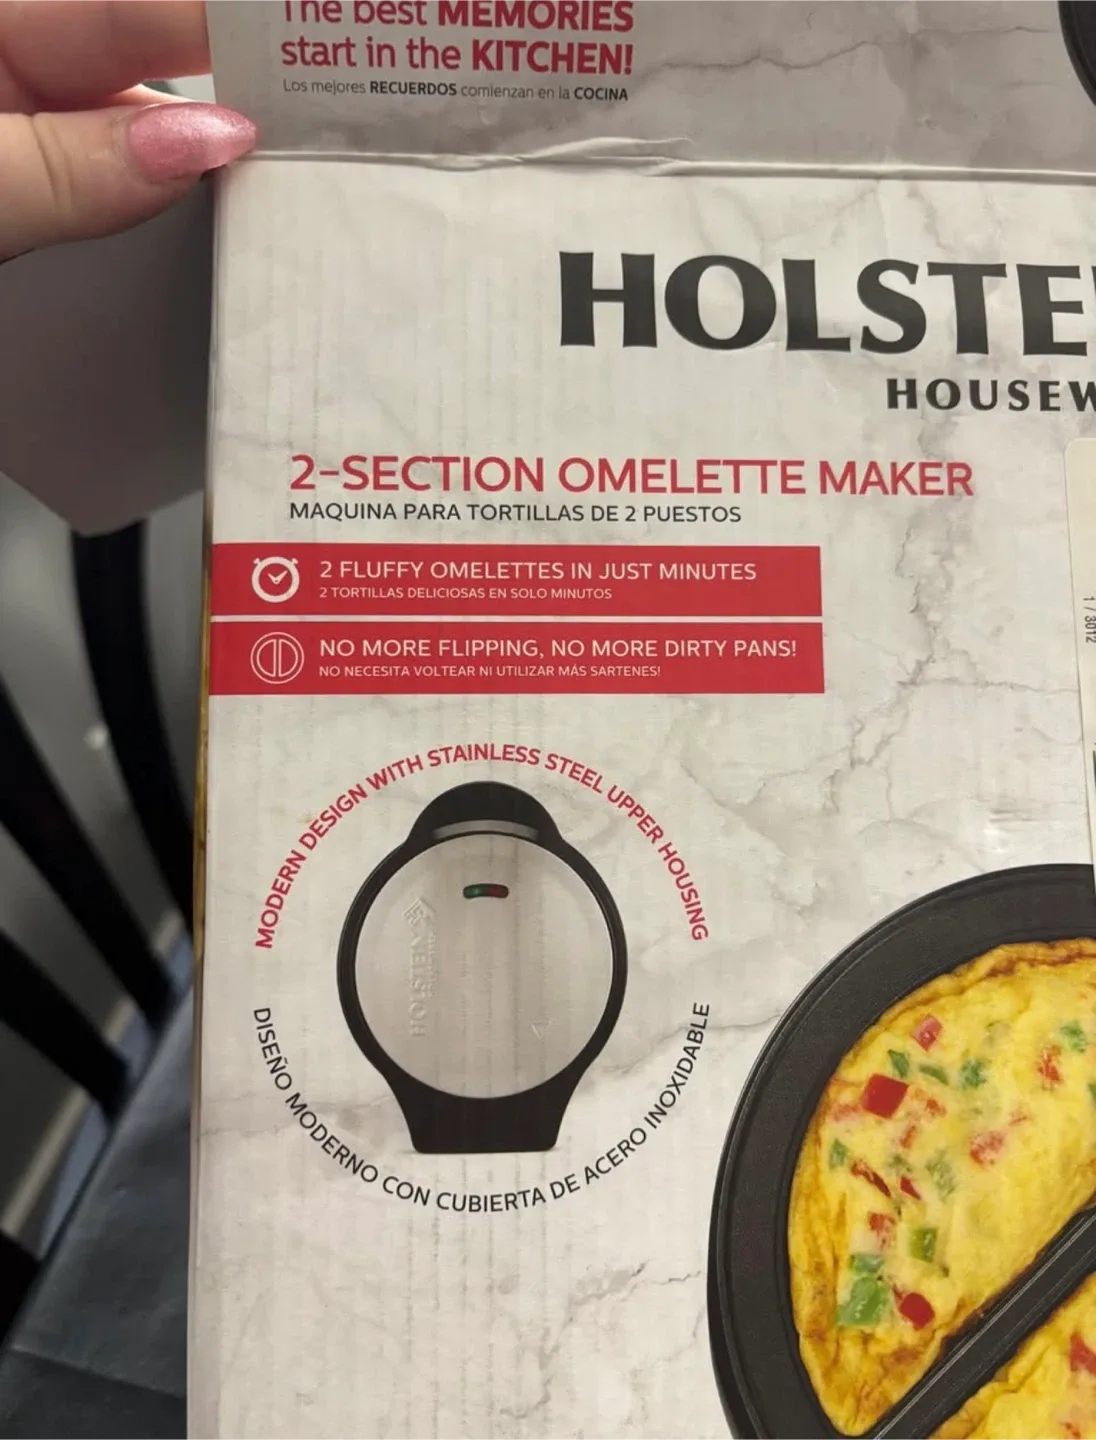 The best MEMORIES
start in the KITCHEN!
Los mejores RECUERDOS comienzan en la COCINA
HOLSTE
HOUSEW
2-SECTION OMELETTE MAKER
MAQUINA PARA TORTILLAS DE 2 PUESTOS
2 FLUFFY OMELETTES IN JUST MINUTES
2 TORTILLAS DELICIOSAS EN SOLO MINUTOS
NO MORE FLIPPING, NO MORE DIRTY PANS!
NO NECESITA VOLTEAR NI UTILIZAR MÁS SARTENES!
MODERN DESIGN WITH STAINLESS STEEL UPPER HOUSING
HOLSTEIN
DISEÑO MODERNO CON CUBIERTA DE ACERO INOXIDABLE
1 / 3012